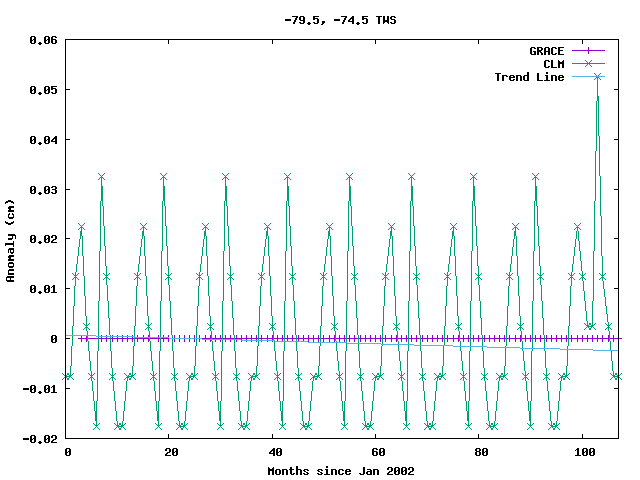 -79.5, -74.5 TWS
GRACE
CLM
Trend Line
0.06
0.05
0.04
0.03
0.02
0.01
0
-0.01
-0.02
Anomaly (cm)
0 20 40 60 80 100
Months since Jan 2002